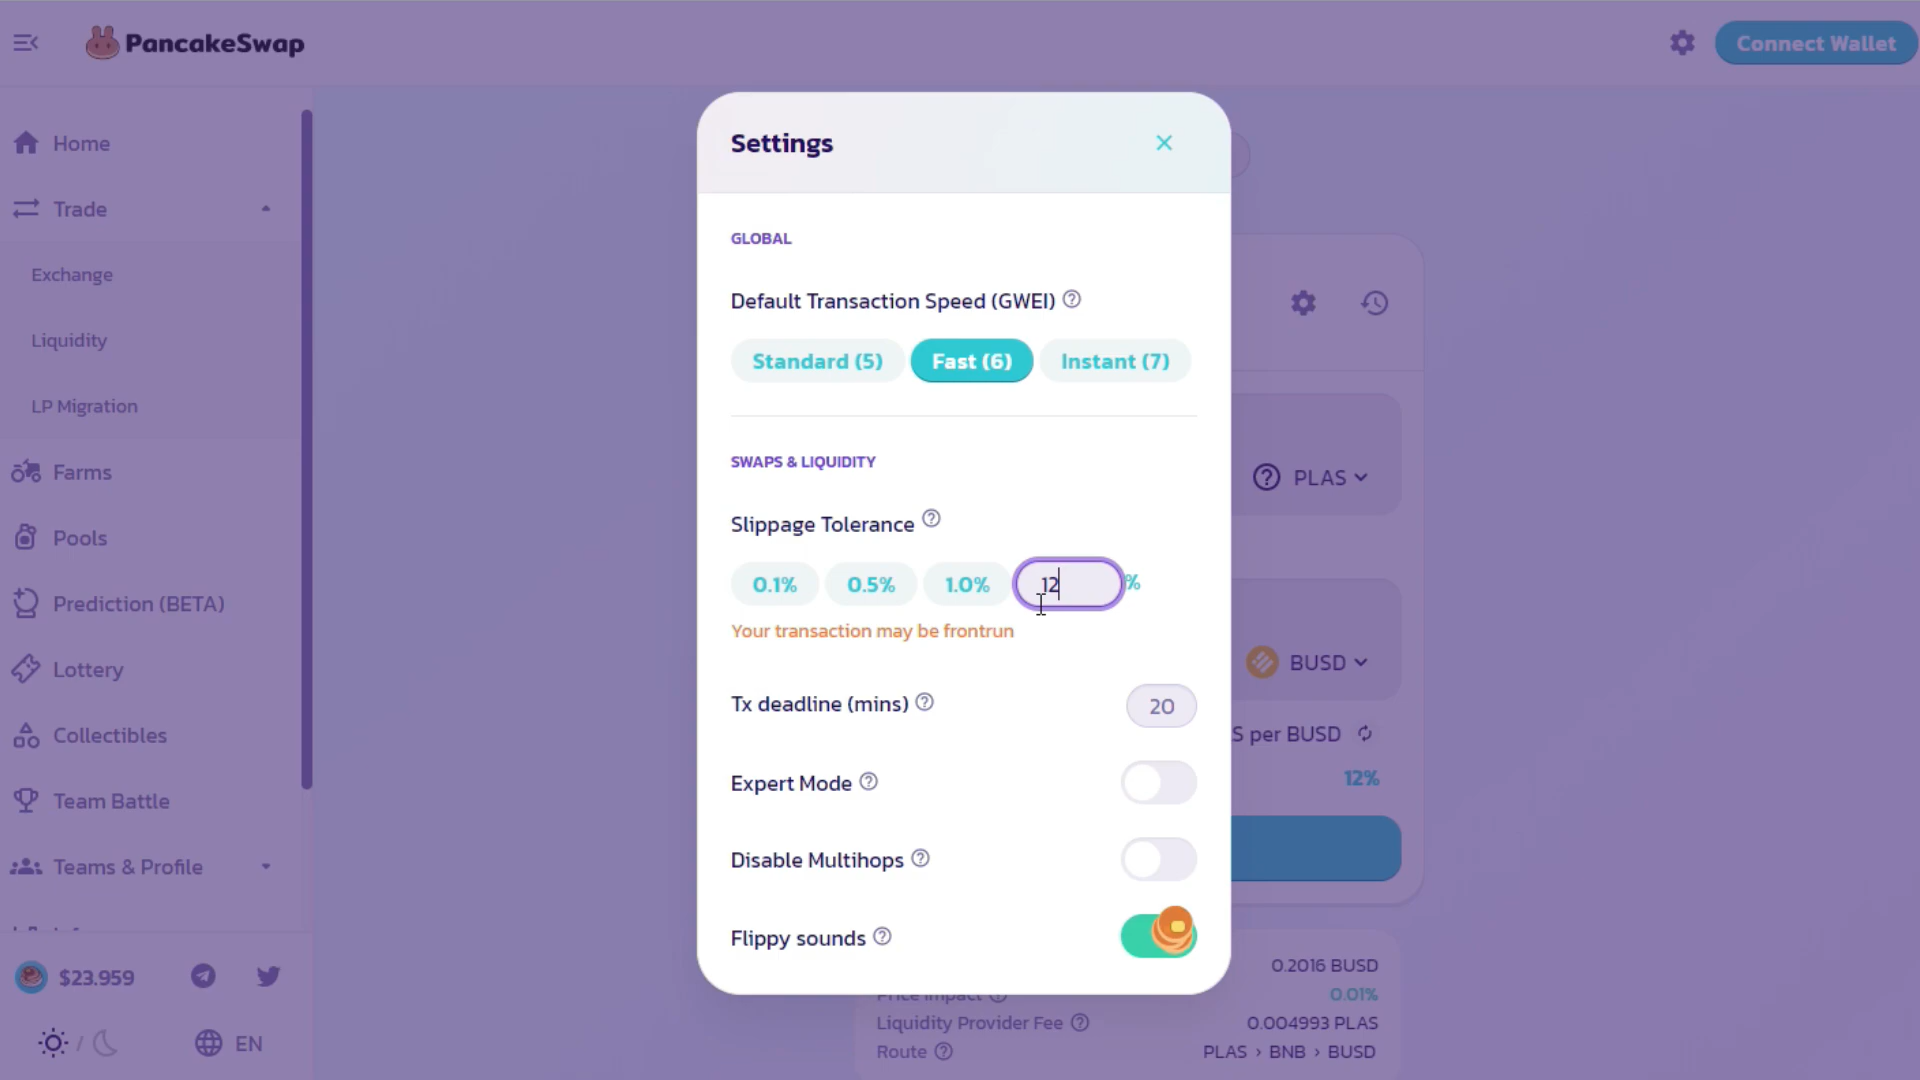 PancakeSwap
Connect Wallet
Home
Trade
Exchange
Liquidity
LP Migration
Farms
Pools
Prediction (BETA)
Lottery
Collectibles
Team Battle
Teams & Profile
$23.959
/
EN
Settings
GLOBAL
Default Transaction Speed (GWEI)
Standard (5) Fast (6) Instant (7)
SWAPS & LIQUIDITY
Slippage Tolerance
0.1% 0.5% 1.0% 12 %
Your transaction may be frontrun
Tx deadline (mins) 20
Expert Mode
Disable Multihops
Flippy sounds
PLAS
BUSD
S per BUSD
12%
0.2016 BUSD
Price Impact 0.01%
Liquidity Provider Fee 0.004993 PLAS
Route PLAS > BNB > BUSD